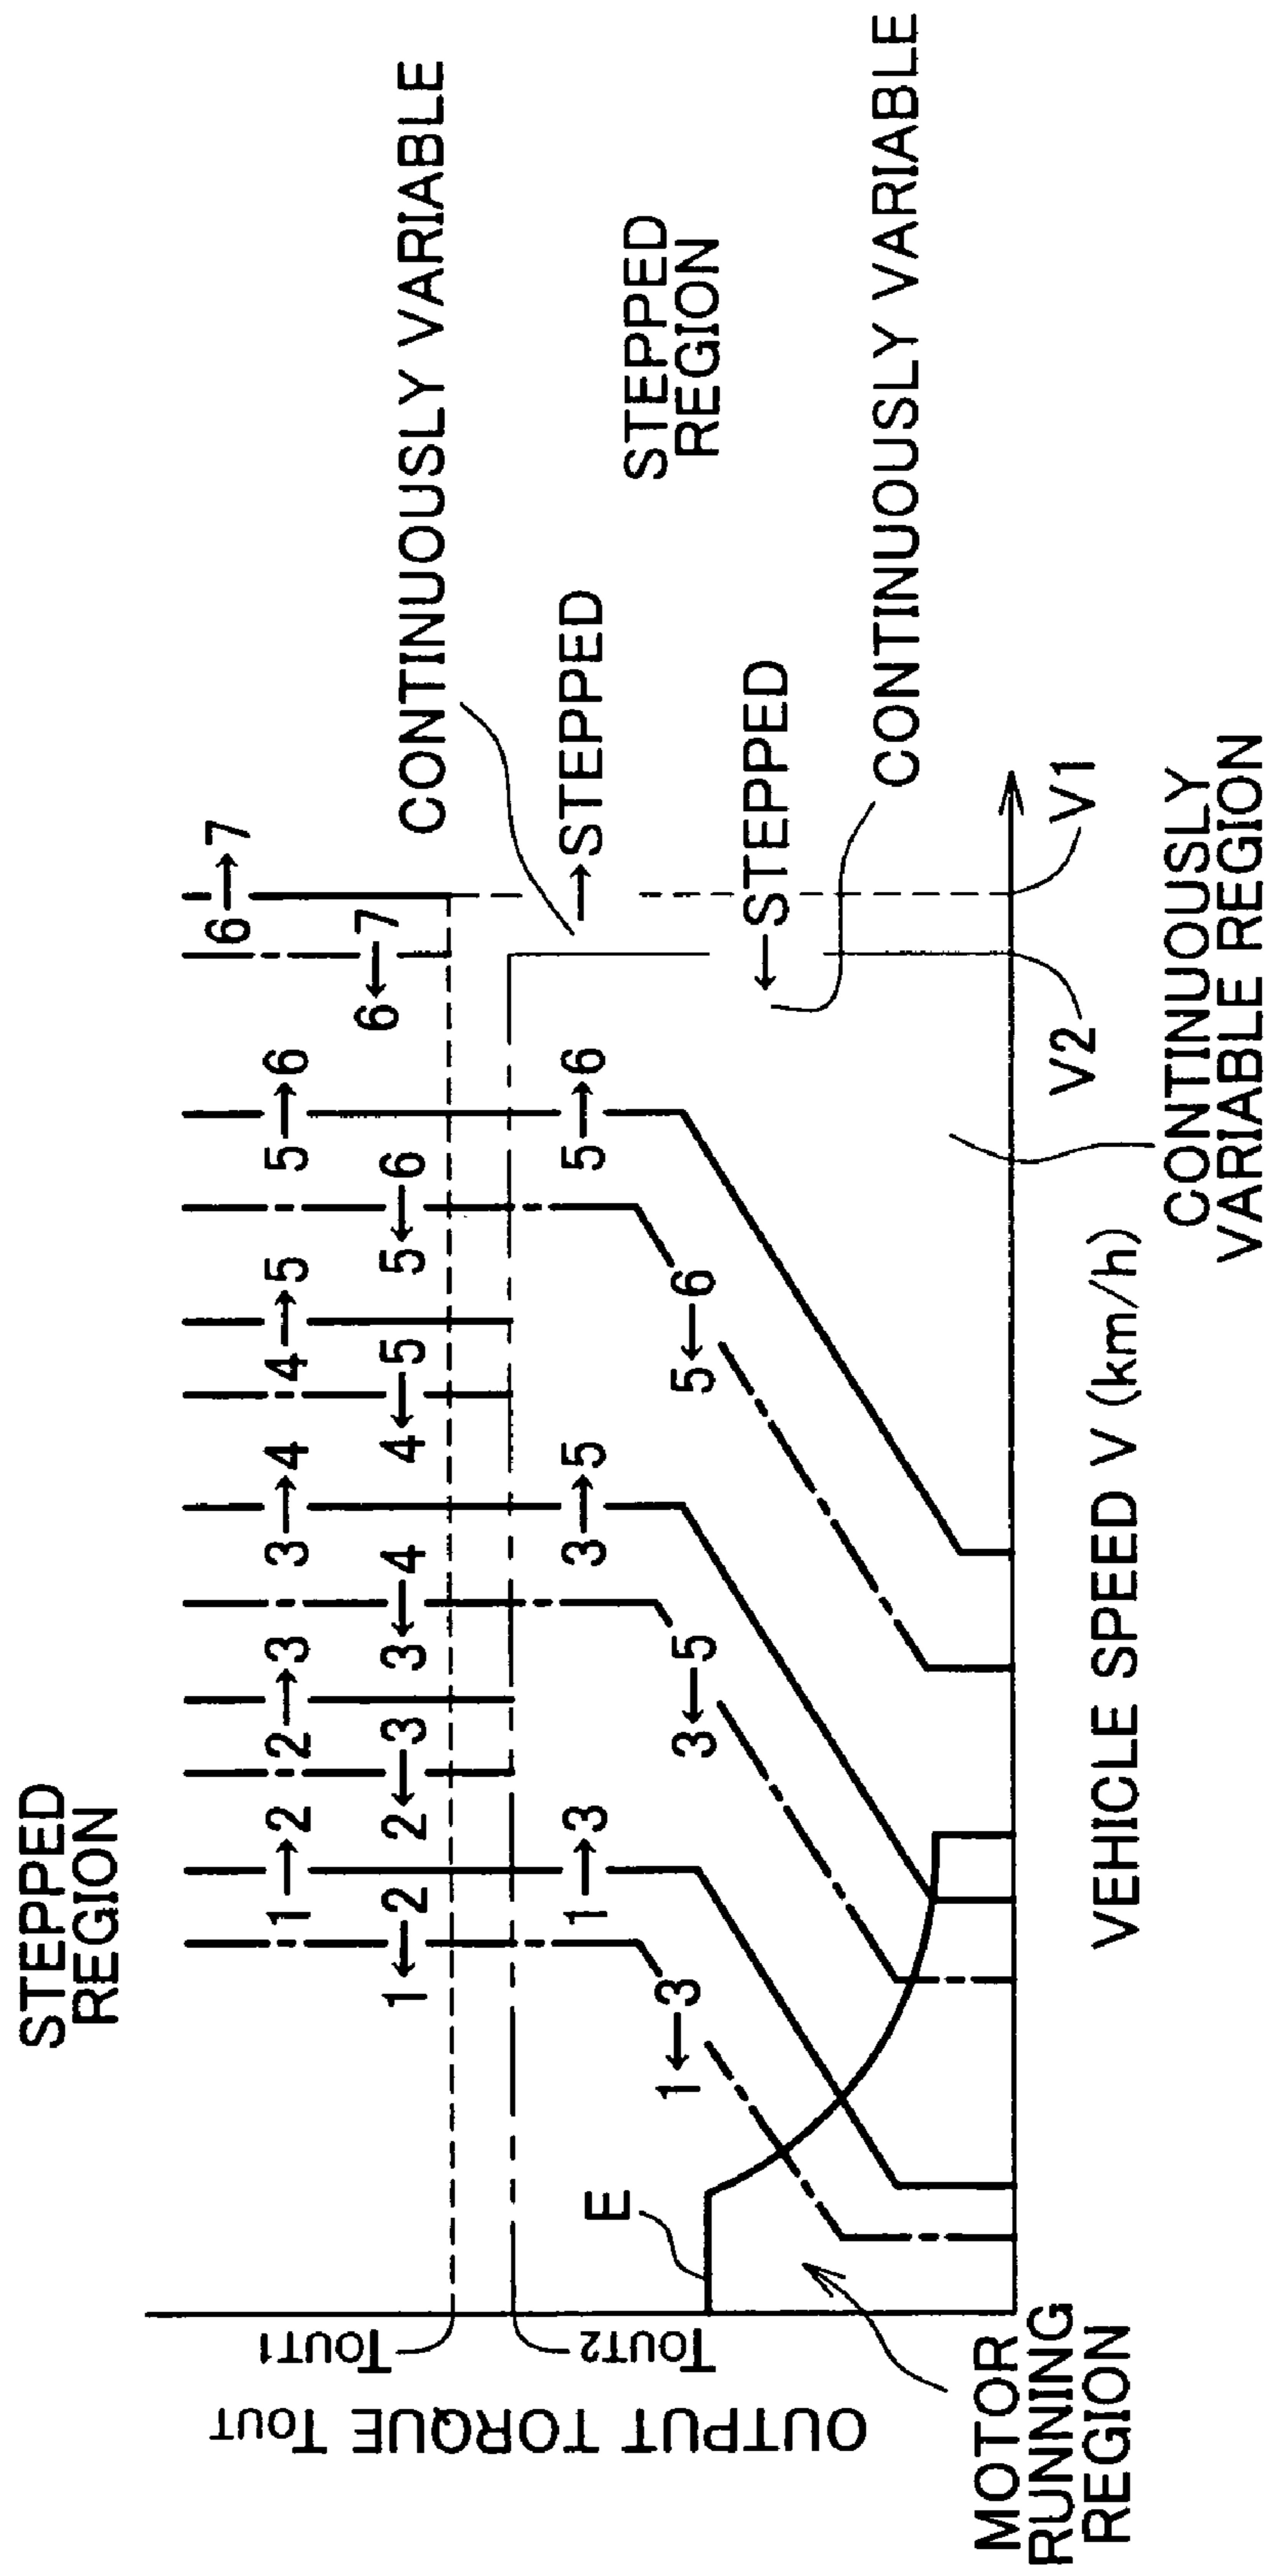 STEPPED
REGION
1→2
2→3
3→4
4→5
5→6
6→7
1←2
2←3
3←4
4←5
5←6
6←7
CONTINUOUSLY VARIABLE
→STEPPED
1→3
3→5
5→6
1←3
3←5
5←6
STEPPED
REGION
←STEPPED
CONTINUOUSLY VARIABLE
OUTPUT TORQUE TOUT
TOUT1
TOUT2
E
MOTOR
RUNNING
REGION
VEHICLE SPEED V (km/h)
V2
V1
CONTINUOUSLY
VARIABLE REGION